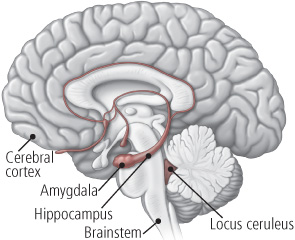 Cerebral
cortex
Amygdala
Hippocampus
Brainstem
Locus ceruleus